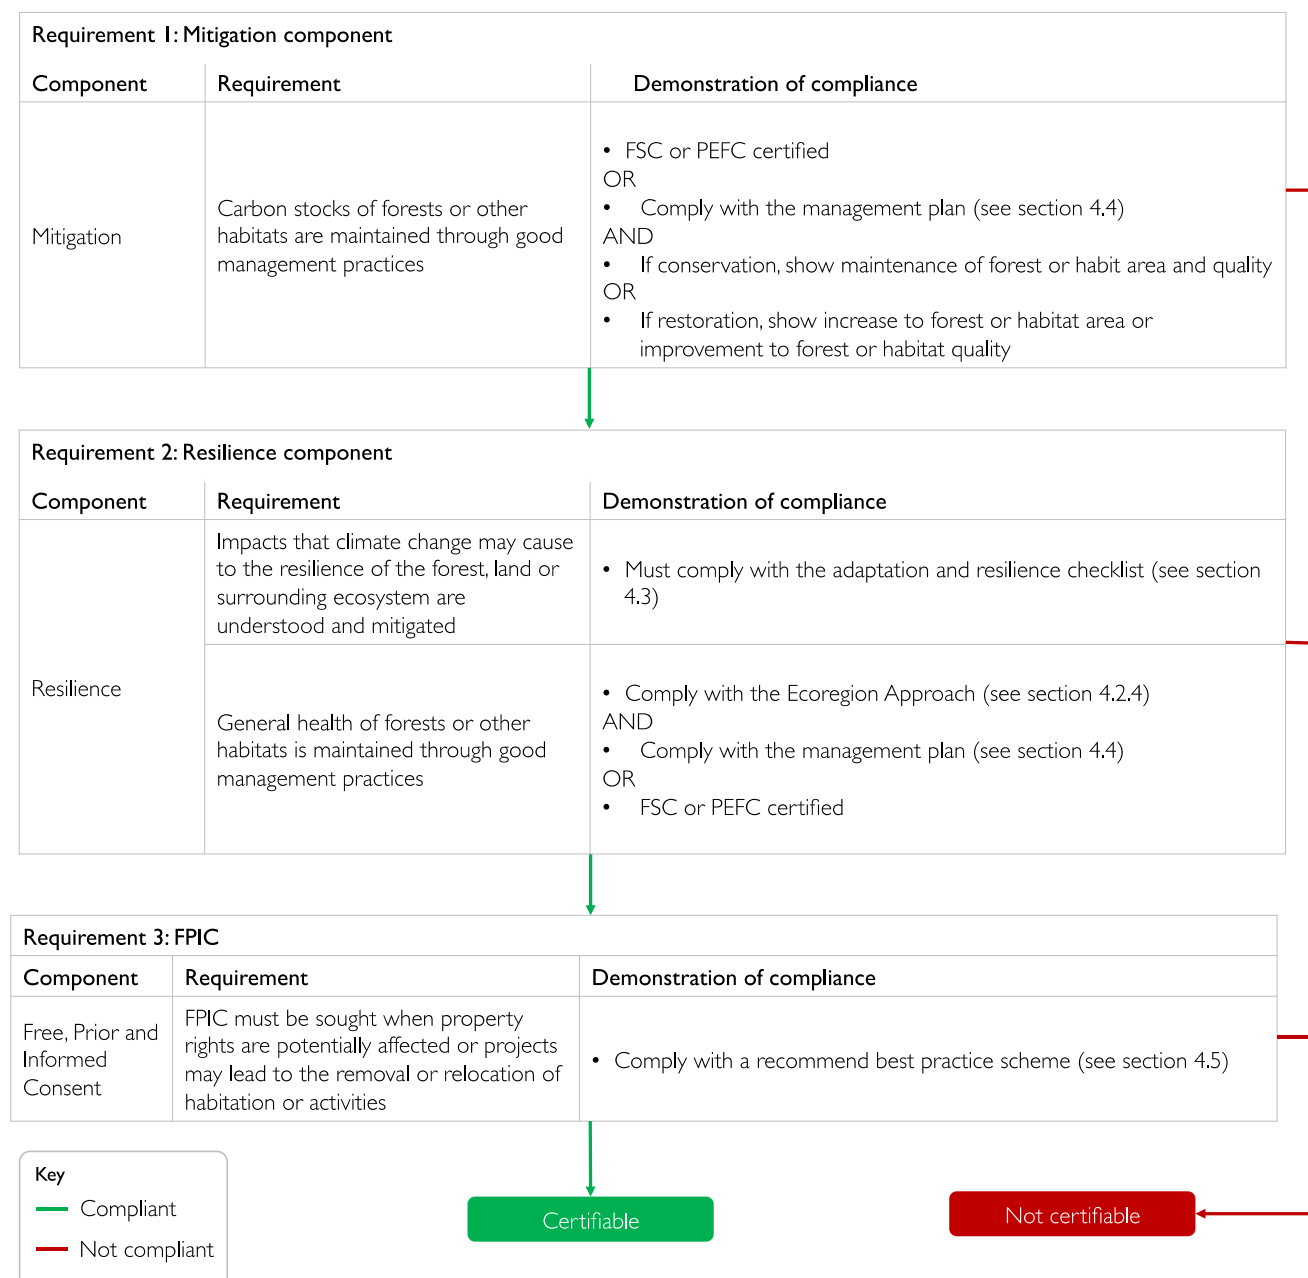 Requirement 1: Mitigation component
Component
Requirement
Demonstration of compliance
Mitigation
Carbon stocks of forests or other
habitats are maintained through good
management practices
• FSC or PEFC certified
OR
• Comply with the management plan (see section 4.4)
AND
• If conservation, show maintenance of forest or habit area and quality
OR
• If restoration, show increase to forest or habitat area or
improvement to forest or habitat quality
Requirement 2: Resilience component
Component
Requirement
Demonstration of compliance
Resilience
Impacts that climate change may cause
to the resilience of the forest, land or
surrounding ecosystem are
understood and mitigated
• Must comply with the adaptation and resilience checklist (see section
4.3)
General health of forests or other
habitats is maintained through good
management practices
• Comply with the Ecoregion Approach (see section 4.2.4)
AND
• Comply with the management plan (see section 4.4)
OR
• FSC or PEFC certified
Requirement 3: FPIC
Component
Requirement
Demonstration of compliance
Free, Prior and
Informed
Consent
FPIC must be sought when property
rights are potentially affected or projects
may lead to the removal or relocation of
habitation or activities
• Comply with a recommend best practice scheme (see section 4.5)
Key
Compliant
Not compliant
Certifiable
Not certifiable